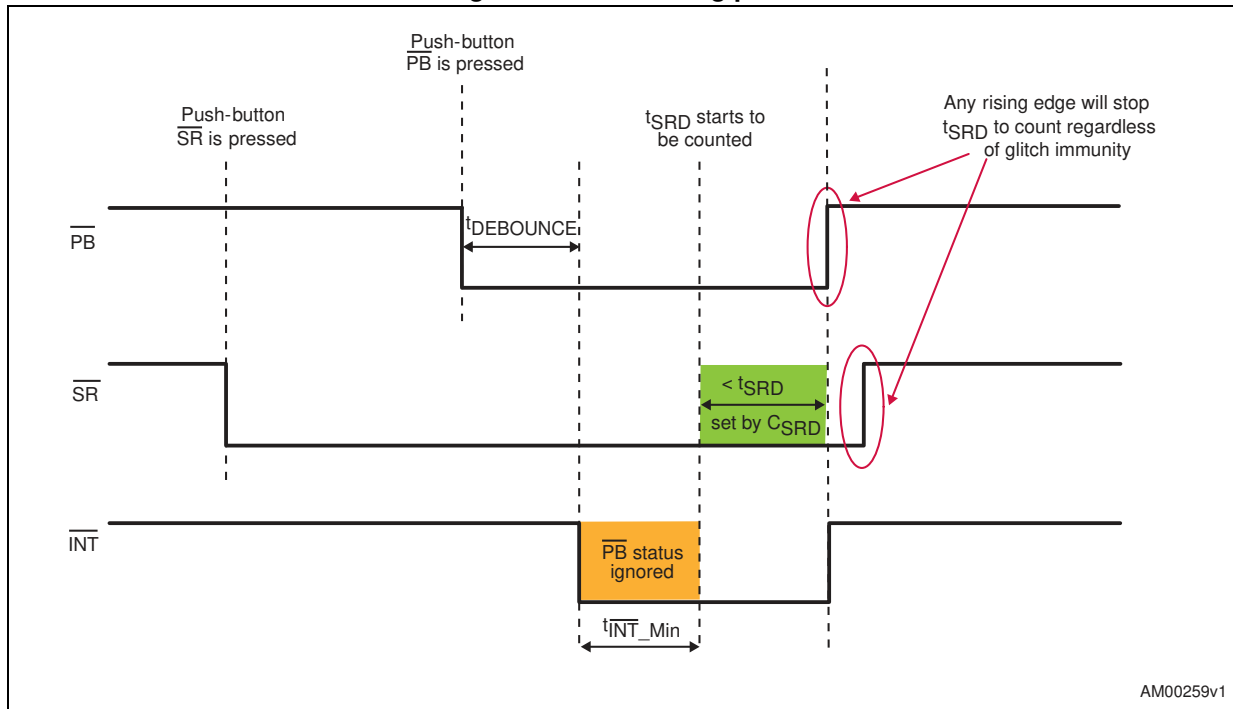 Push-button
PB is pressed
Push-button
SR is pressed
tSRD starts to
be counted
Any rising edge will stop
tSRD to count regardless
of glitch immunity
PB
tDEBOUNCE
SR
< tSRD
set by CSRD
INT
PB status
ignored
tINT_Min
AM00259v1